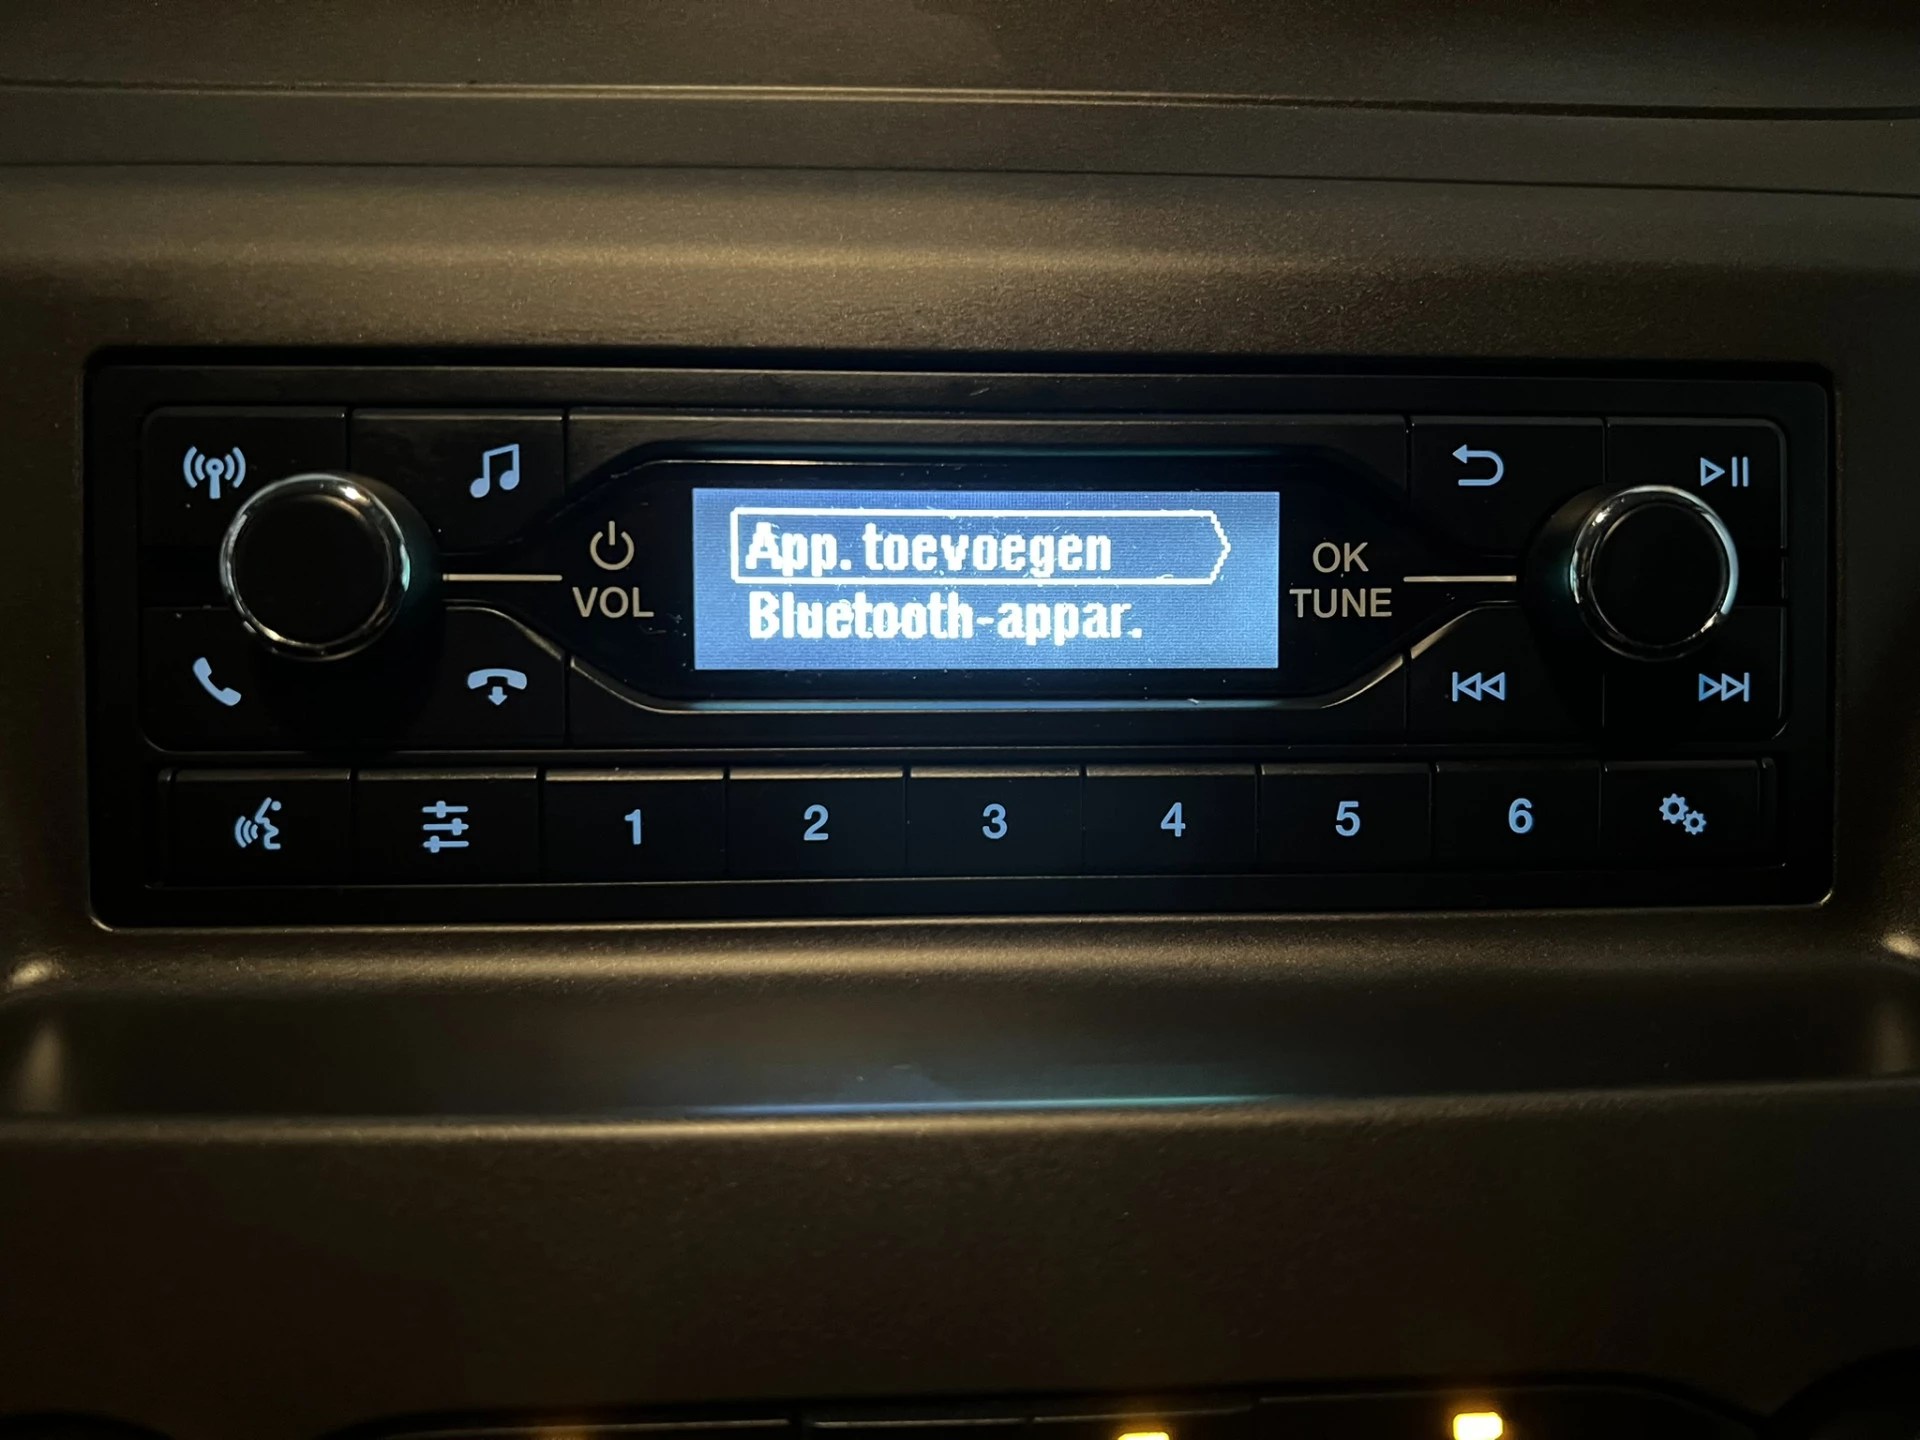 App. toevoegen
Bluetooth-appar.
VOL
OK
TUNE
1
2
3
4
5
6